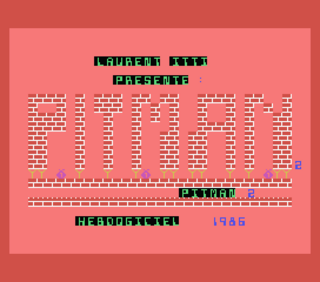 LAURENT ITTI
PRESENTE :
PITMAN
2
PITMAN 2
HEBDOGICIEL 1986